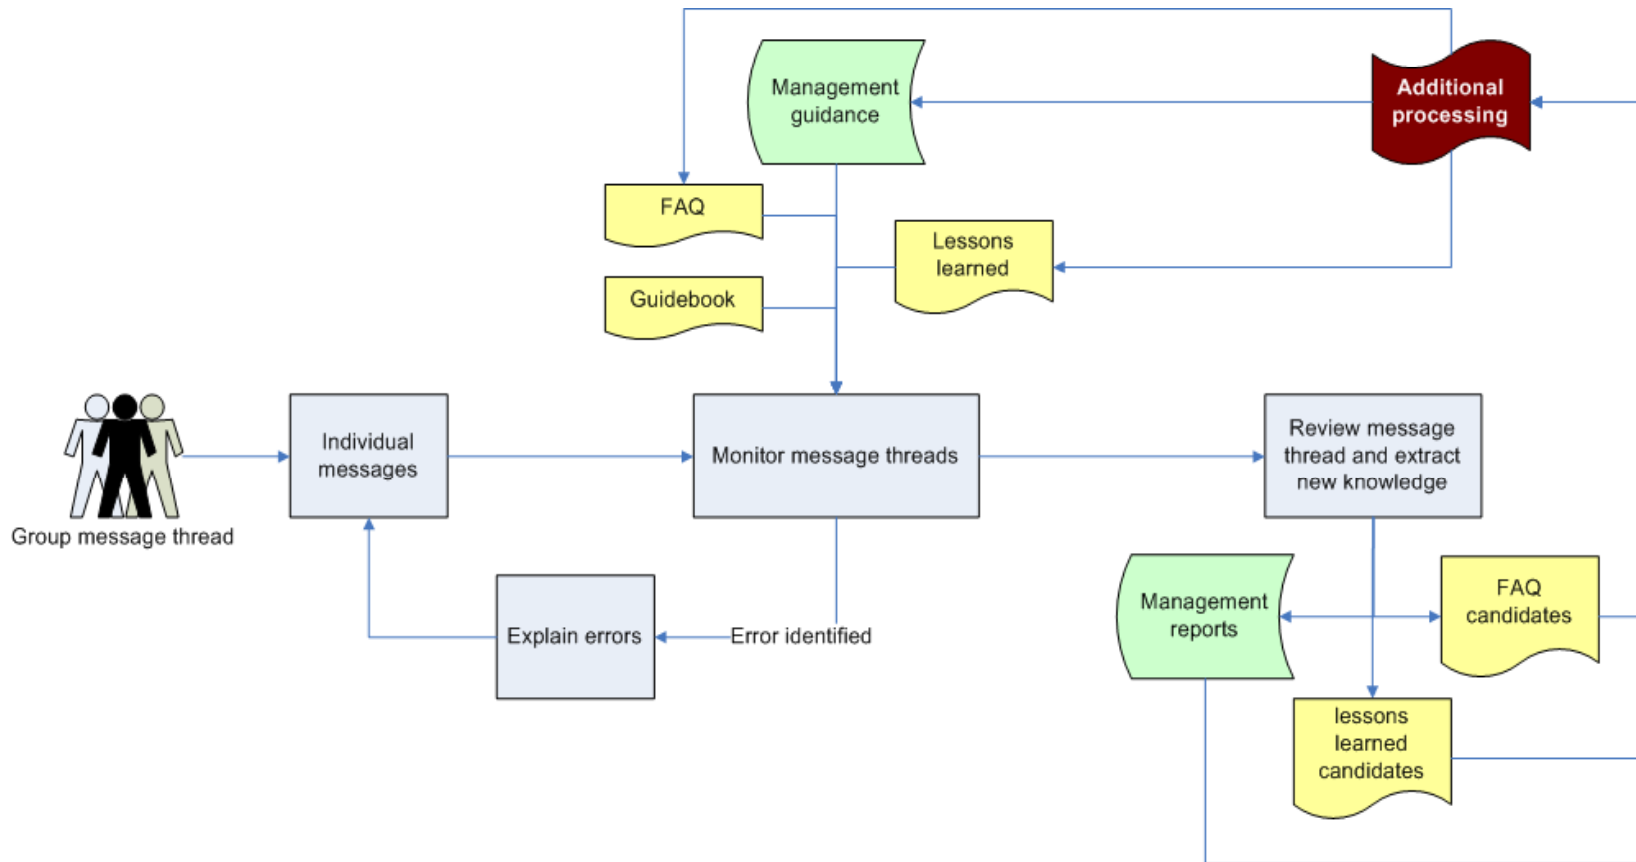 Management
guidance
Additional
processing
FAQ
Lessons
learned
Guidebook
Individual
messages
Monitor message threads
Review message
thread and extract
new knowledge
Group message thread
Explain errors
Error identified
Management
reports
FAQ
candidates
lessons
learned
candidates